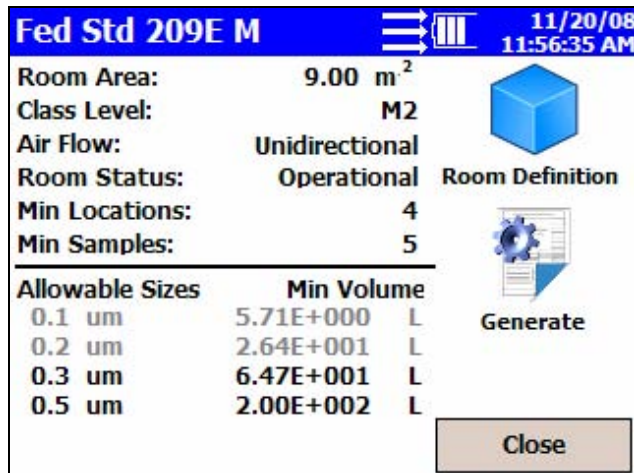 Fed Std 209E M
11/20/08
11:56:35 AM
Room Area: 9.00 m²
Class Level: M2
Air Flow: Unidirectional
Room Status: Operational
Min Locations: 4
Min Samples: 5
Room Definition
Allowable Sizes Min Volume
0.1 um 5.71E+000 L
0.2 um 2.64E+001 L
0.3 um 6.47E+001 L
0.5 um 2.00E+002 L
Generate
Close